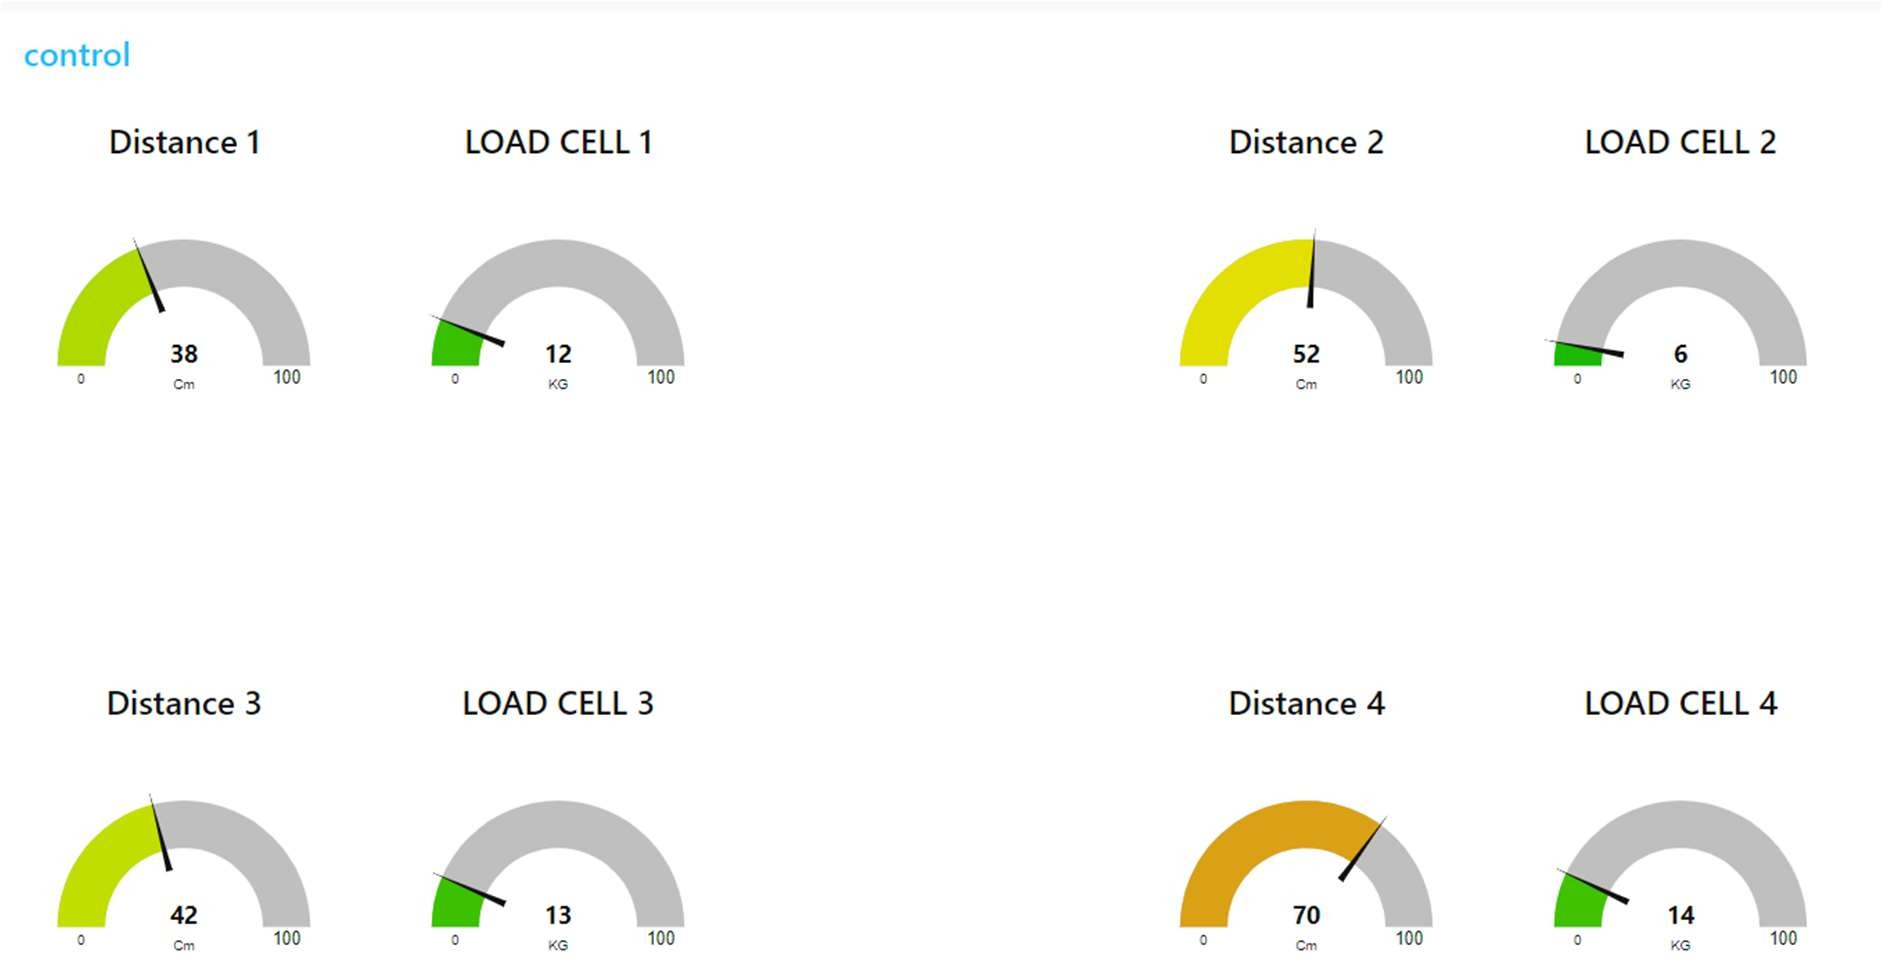 control
Distance 1
LOAD CELL 1
Distance 2
LOAD CELL 2
38
Cm
0
100
12
KG
0
100
52
Cm
0
100
6
KG
0
100
Distance 3
LOAD CELL 3
Distance 4
LOAD CELL 4
42
Cm
0
100
13
KG
0
100
70
Cm
0
100
14
KG
0
100